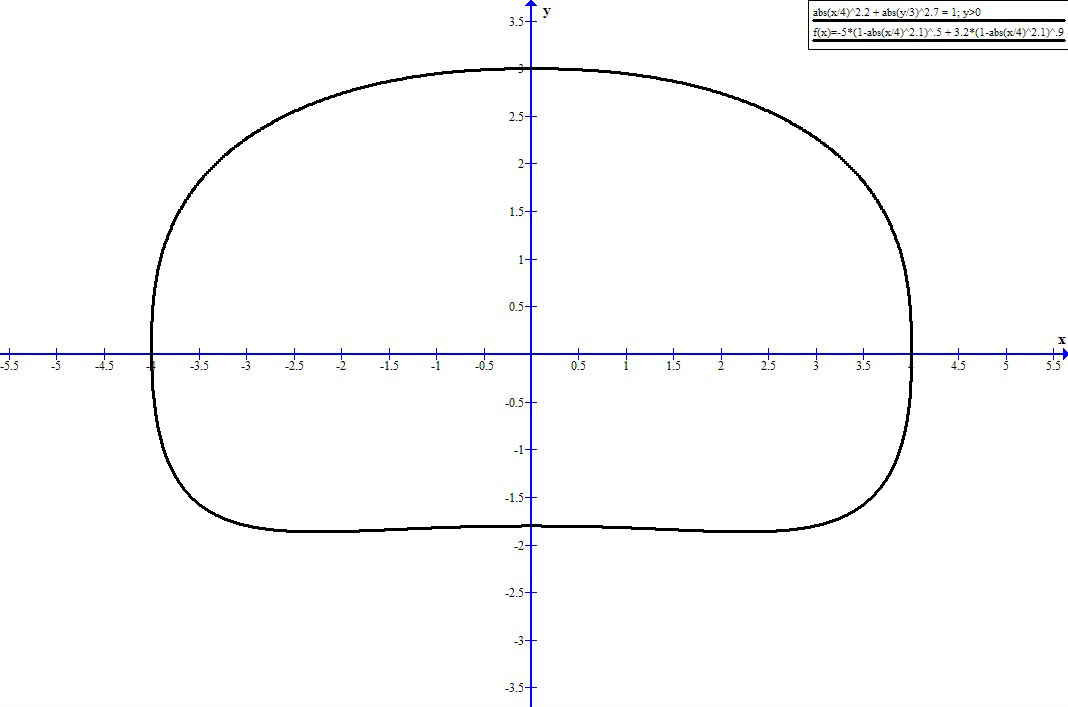 abs(x/4)^2.2 + abs(y/3)^2.7 = 1; y>0
f(x)=-5*(1-abs(x/4)^2.1)^.5 + 3.2*(1-abs(x/4)^2.1)^.9
y
3.5
3
2.5
2
1.5
1
0.5
x
-5.5 -5 -4.5 -4 -3.5 -3 -2.5 -2 -1.5 -1 -0.5 0.5 1 1.5 2 2.5 3 3.5 4 4.5 5 5.5
-0.5
-1
-1.5
-2
-2.5
-3
-3.5